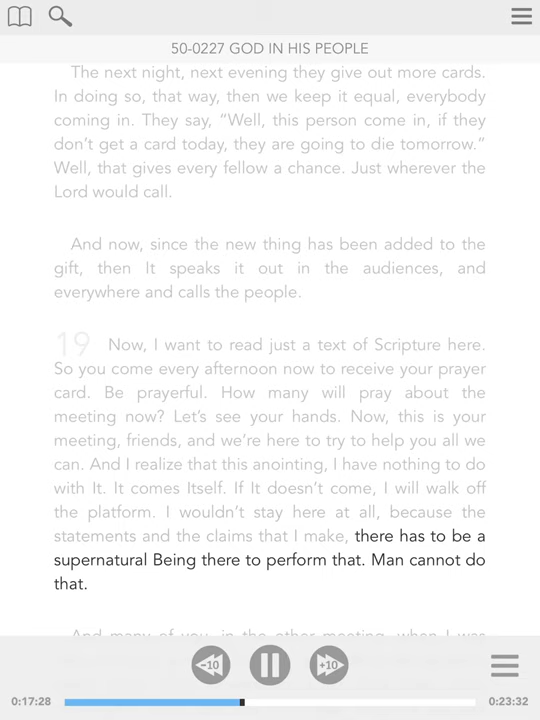 50-0227 GOD IN HIS PEOPLE
The next night, next evening they give out more cards.
In doing so, that way, then we keep it equal, everybody
coming in. They say, “Well, this person come in, if they
don’t get a card today, they are going to die tomorrow.”
Well, that gives every fellow a chance. Just wherever the
Lord would call.
And now, since the new thing has been added to the
gift, then It speaks it out in the audiences, and
everywhere and calls the people.
19 Now, I want to read just a text of Scripture here.
So you come every afternoon now to receive your prayer
card. Be prayerful. How many will pray about the
meeting now? Let’s see your hands. Now, this is your
meeting, friends, and we’re here to try to help you all we
can. And I realize that this anointing, I have nothing to do
with It. It comes Itself. If It doesn’t come, I will walk off
the platform. I wouldn’t stay here at all, because the
statements and the claims that I make, there has to be a
supernatural Being there to perform that. Man cannot do
that.
And many of you, in the other meeting, when I was
-10
+10
0:17:28
0:23:32